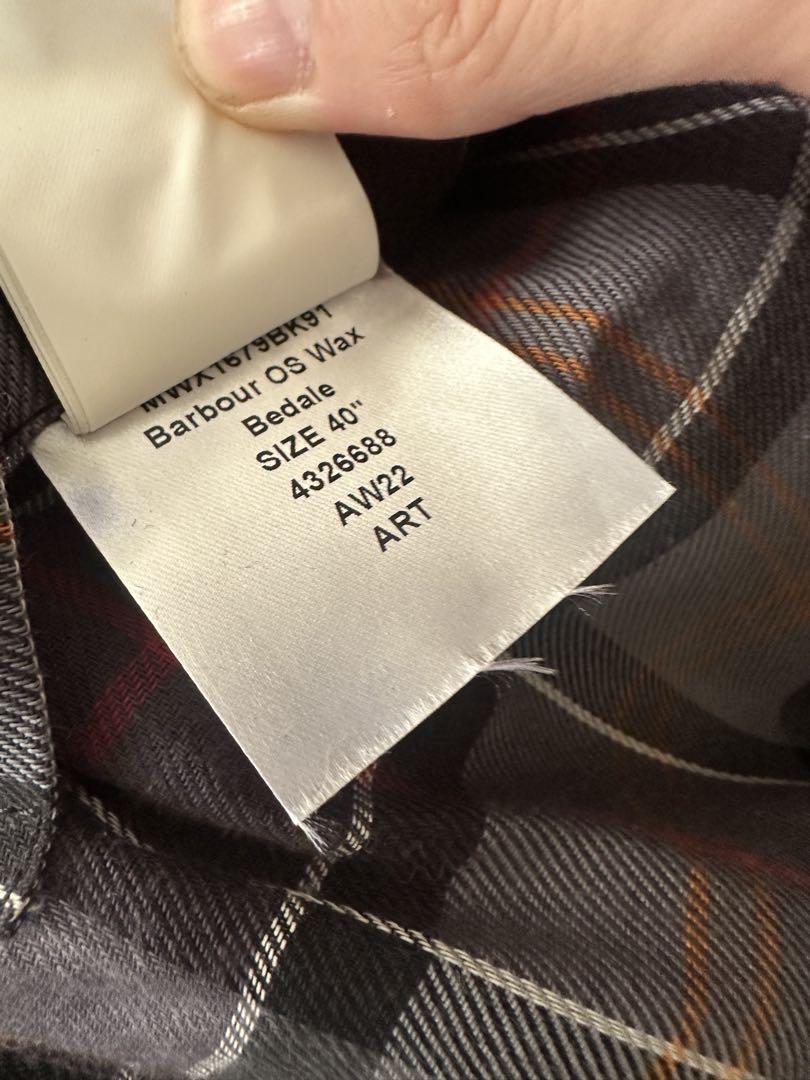 MWX1679BK91
Barbour OS Wax
Bedale
SIZE 40"
4326688
AW22
ART